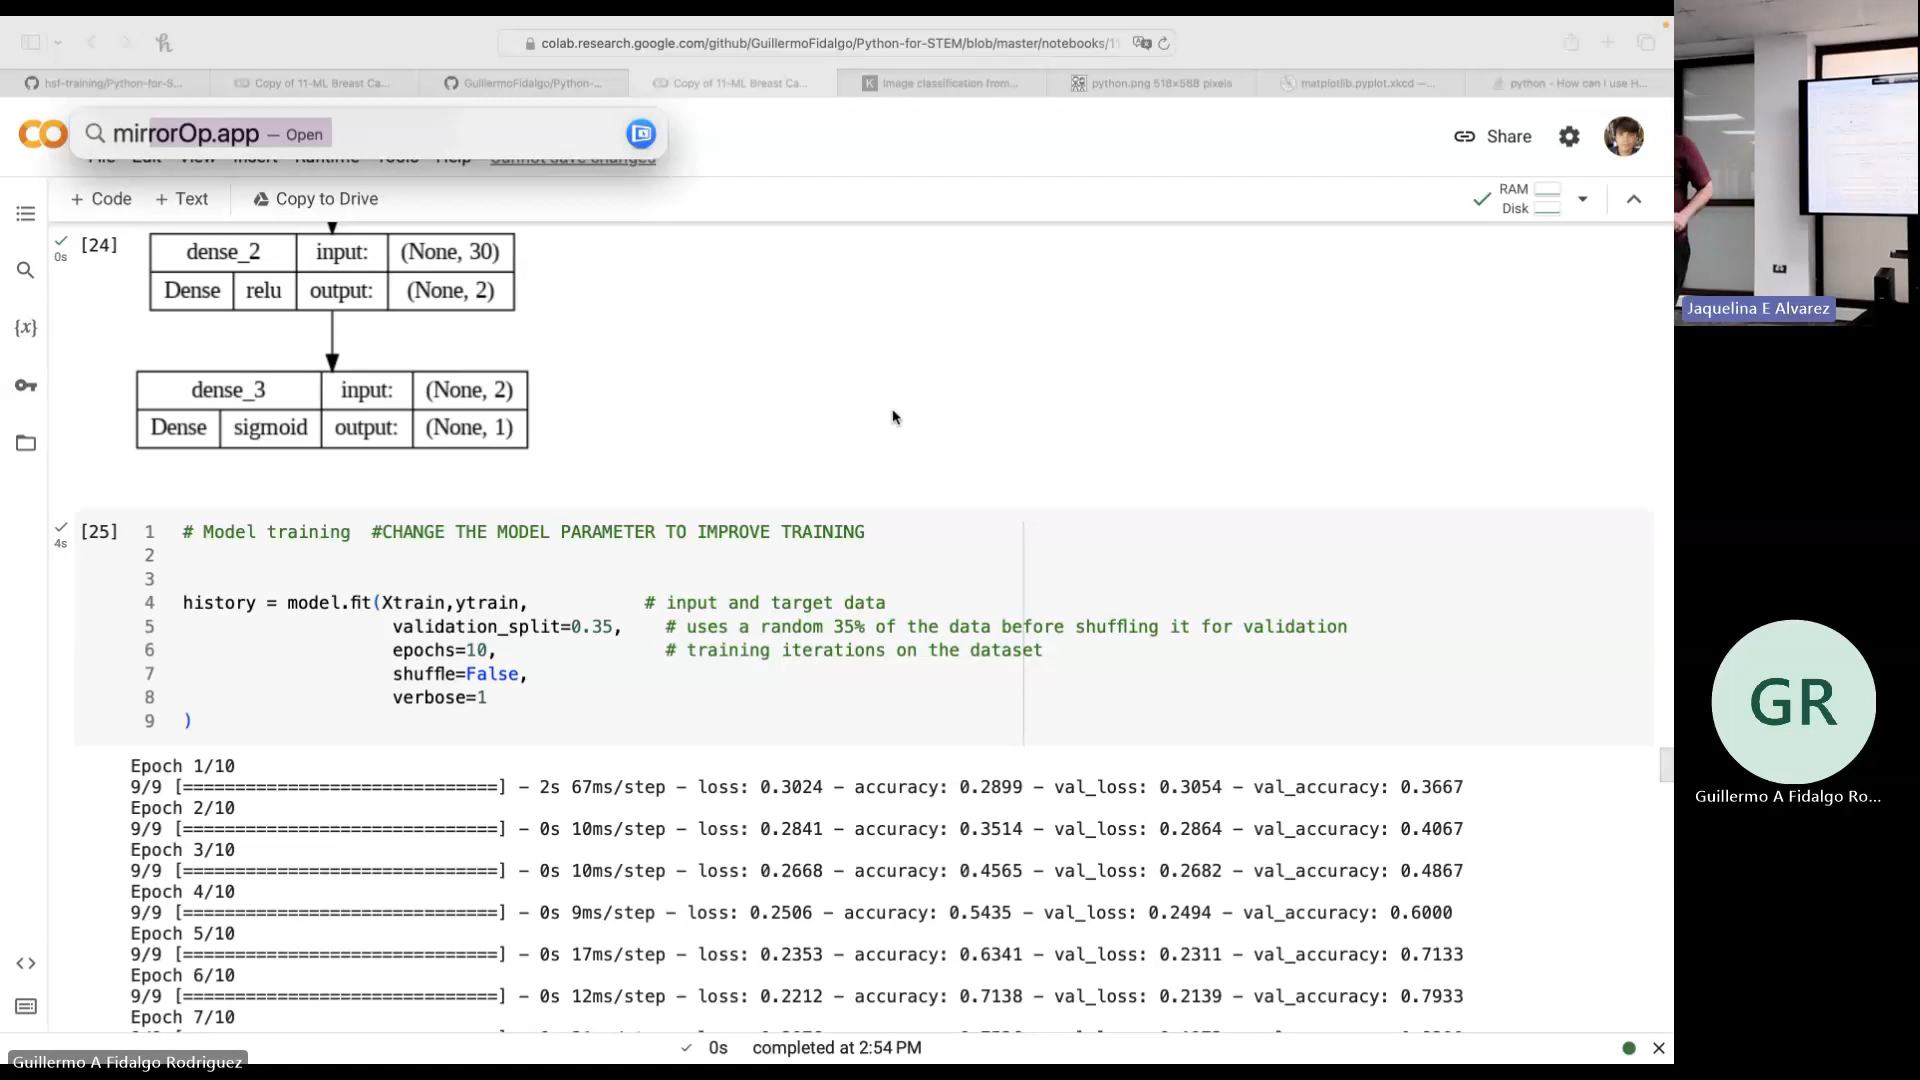 colab.research.google.com/github/GuillermoFidalgo/Python-for-STEM/blob/master/notebooks/1
hsf-training/Python-for-S...
Copy of 11-ML Breast Ca...
GuillermoFidalgo/Python-...
Copy of 11-ML Breast Ca...
Image classification from...
python.png 518×588 pixels
matplotlib.pyplot.xkcd —...
python - How can I use H...
mirrorOp.app — Open
File Edit View Insert Runtime Tools Help Cannot save changes
Share
+ Code + Text Copy to Drive
RAM
Disk
[24]
0s
dense_2 input: (None, 30)
Dense relu output: (None, 2)
dense_3 input: (None, 2)
Dense sigmoid output: (None, 1)
{x}
[25]
4s
1 # Model training #CHANGE THE MODEL PARAMETER TO IMPROVE TRAINING
2
3
4 history = model.fit(Xtrain,ytrain, # input and target data
5 validation_split=0.35, # uses a random 35% of the data before shuffling it for validation
6 epochs=10, # training iterations on the dataset
7 shuffle=False,
8 verbose=1
9 )
Epoch 1/10
9/9 [==============================] - 2s 67ms/step - loss: 0.3024 - accuracy: 0.2899 - val_loss: 0.3054 - val_accuracy: 0.3667
Epoch 2/10
9/9 [==============================] - 0s 10ms/step - loss: 0.2841 - accuracy: 0.3514 - val_loss: 0.2864 - val_accuracy: 0.4067
Epoch 3/10
9/9 [==============================] - 0s 10ms/step - loss: 0.2668 - accuracy: 0.4565 - val_loss: 0.2682 - val_accuracy: 0.4867
Epoch 4/10
9/9 [==============================] - 0s 9ms/step - loss: 0.2506 - accuracy: 0.5435 - val_loss: 0.2494 - val_accuracy: 0.6000
Epoch 5/10
9/9 [==============================] - 0s 17ms/step - loss: 0.2353 - accuracy: 0.6341 - val_loss: 0.2311 - val_accuracy: 0.7133
Epoch 6/10
9/9 [==============================] - 0s 12ms/step - loss: 0.2212 - accuracy: 0.7138 - val_loss: 0.2139 - val_accuracy: 0.7933
Epoch 7/10
0s completed at 2:54 PM
Guillermo A Fidalgo Rodriguez
Jaquelina E Alvarez
GR
Guillermo A Fidalgo Ro...